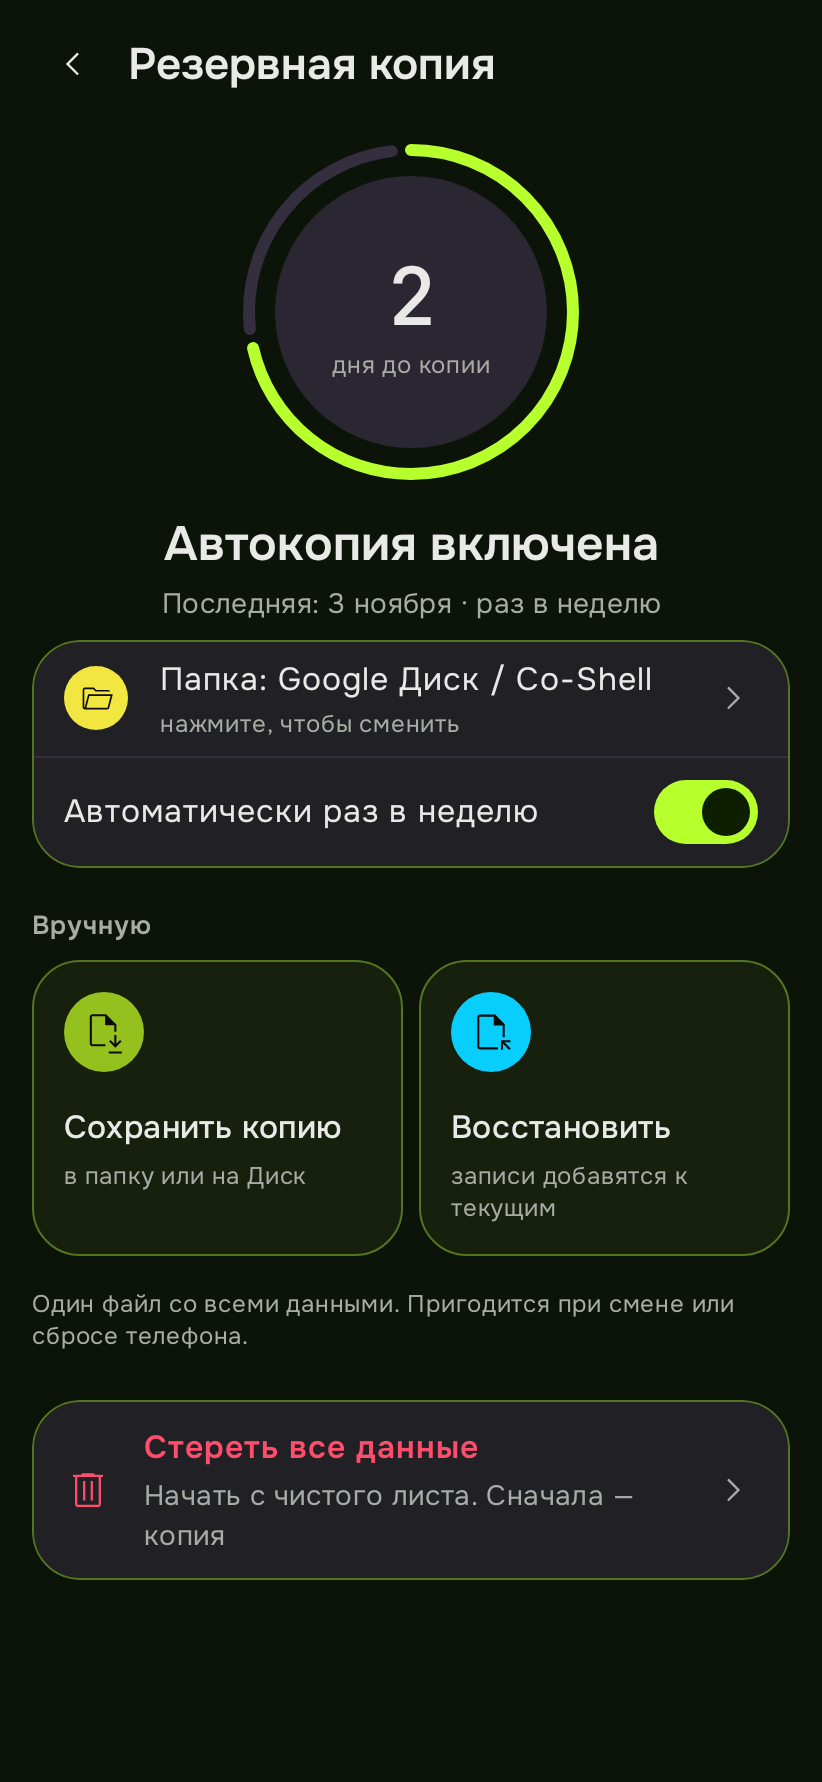 Резервная копия
2
дня до копии
Автокопия включена
Последняя: 3 ноября · раз в неделю
Папка: Google Диск / Co-Shell
нажмите, чтобы сменить
Автоматически раз в неделю
Вручную
Сохранить копию
в папку или на Диск
Восстановить
записи добавятся к
текущим
Один файл со всеми данными. Пригодится при смене или
сбросе телефона.
Стереть все данные
Начать с чистого листа. Сначала —
копия